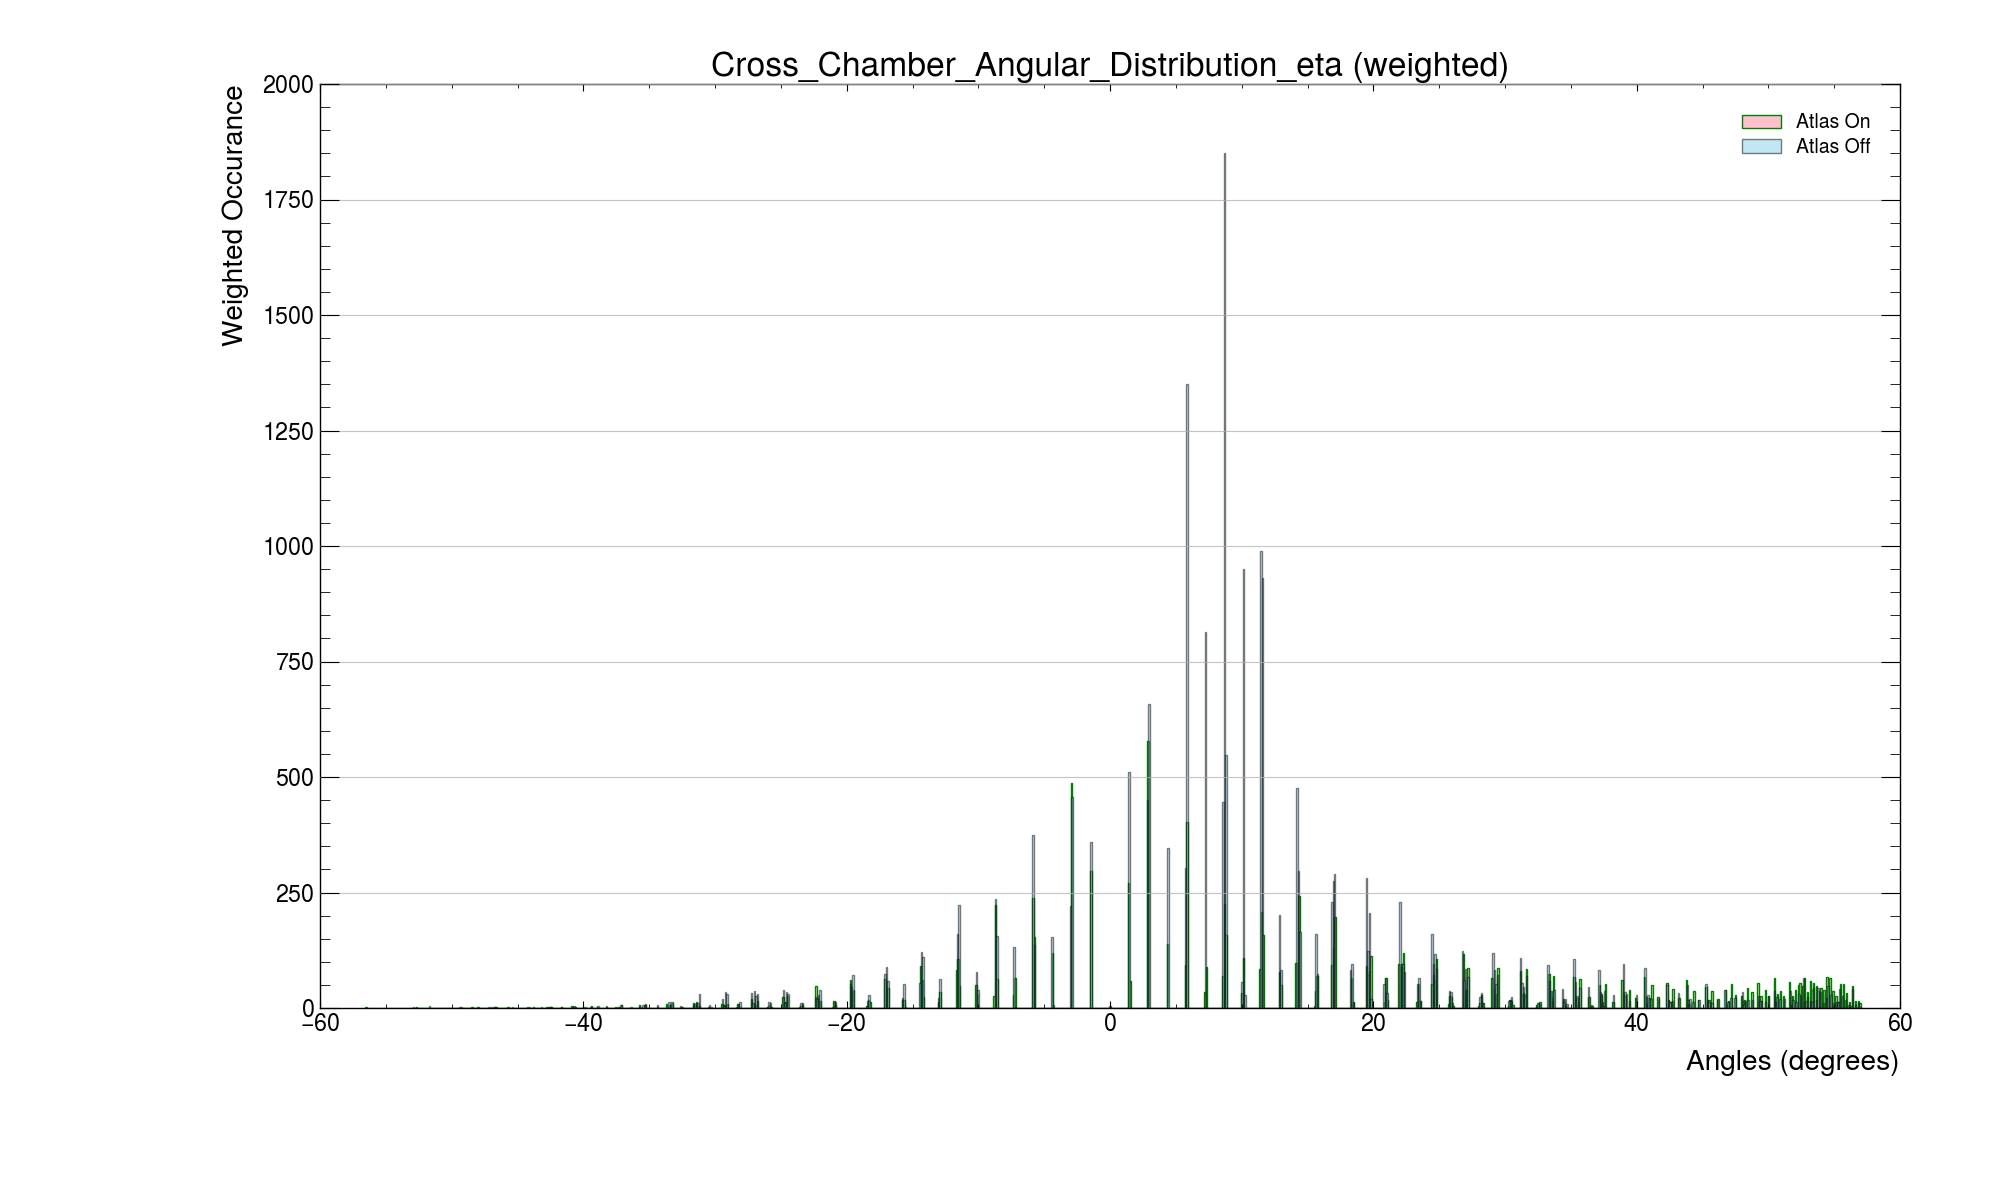 Cross_Chamber_Angular_Distribution_eta (weighted)
Weighted Occurance
2000
1750
1500
1250
1000
750
500
250
0
Atlas On
Atlas Off
−60 −40 −20 0 20 40 60
Angles (degrees)